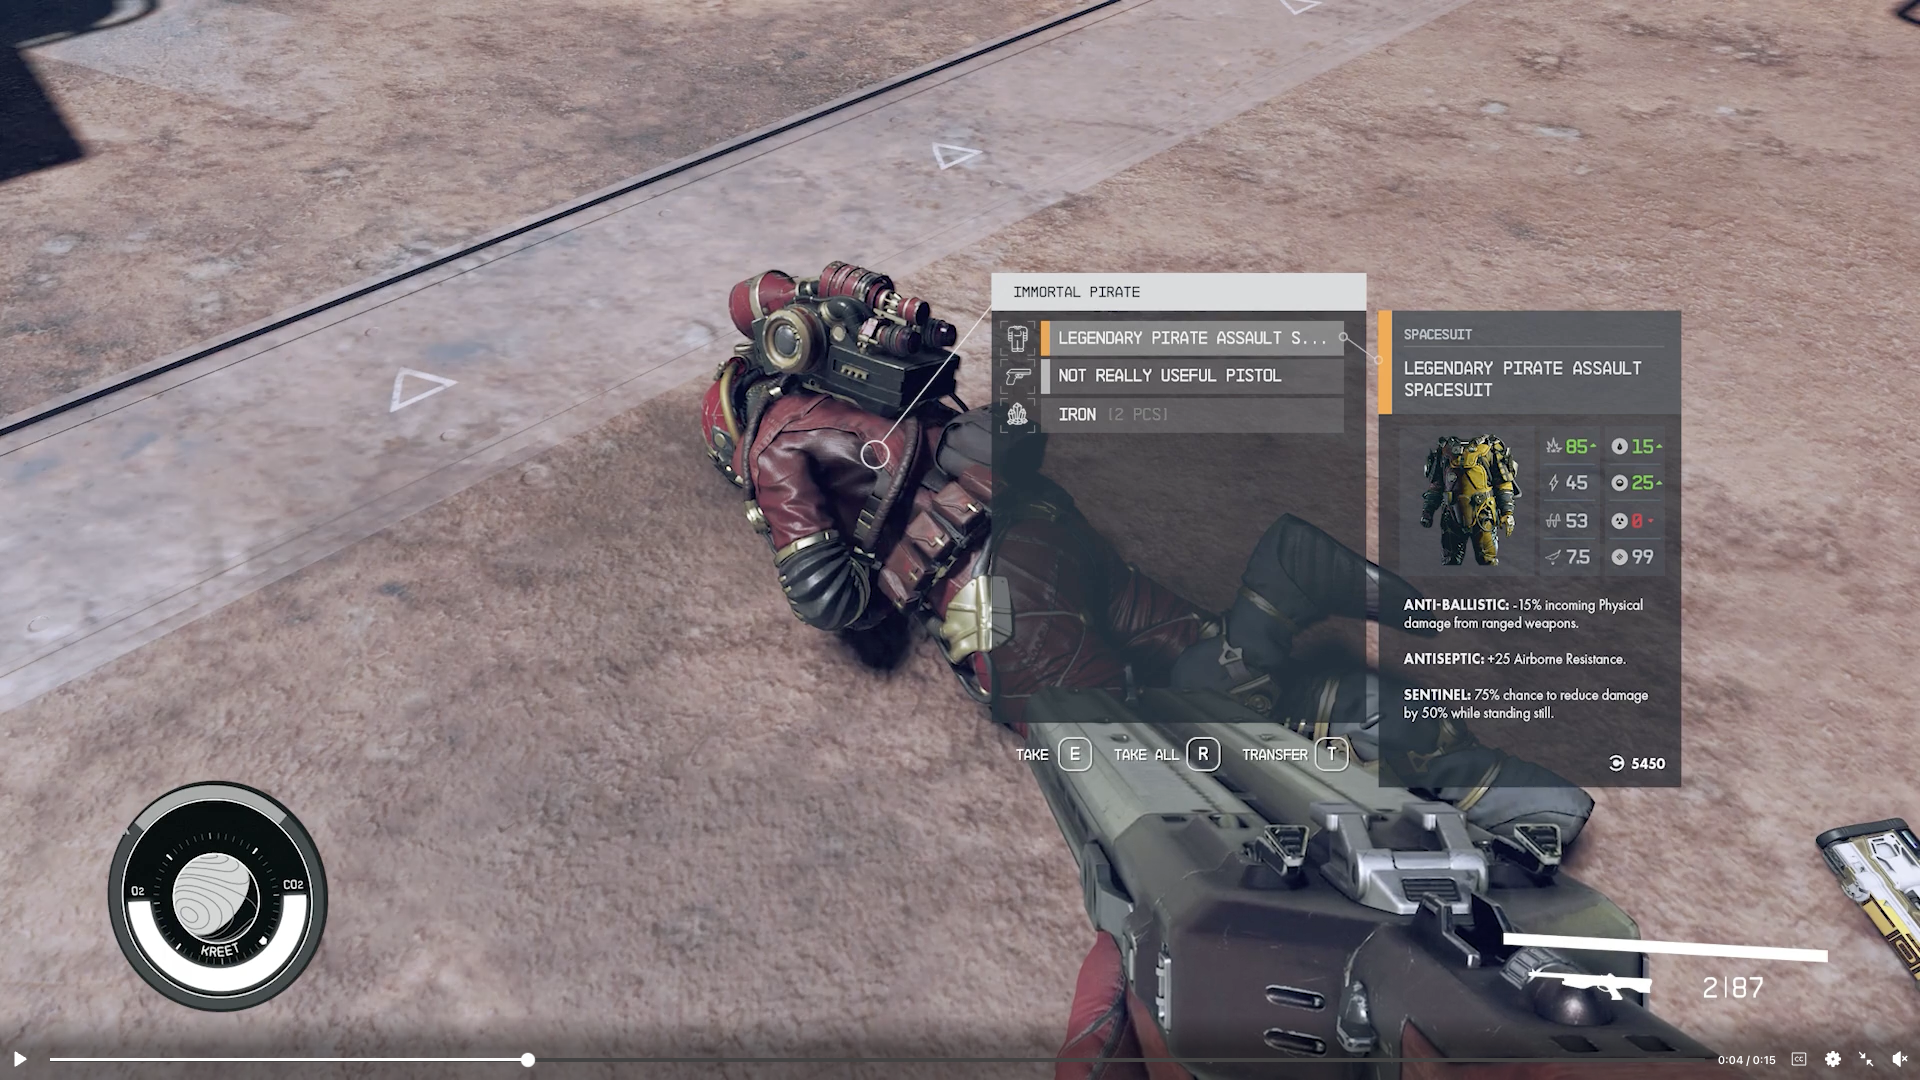 IMMORTAL PIRATE
LEGENDARY PIRATE ASSAULT S...
NOT REALLY USEFUL PISTOL
IRON [2 PCS]
SPACESUIT
LEGENDARY PIRATE ASSAULT
SPACESUIT
85 15
45 25
53 0
7.5 99
ANTI-BALLISTIC: -15% incoming Physical
damage from ranged weapons.
ANTISEPTIC: +25 Airborne Resistance.
SENTINEL: 75% chance to reduce damage
by 50% while standing still.
5450
TAKE E TAKE ALL R TRANSFER T
O2 CO2
KREET
2|87
0:04 / 0:15 CC